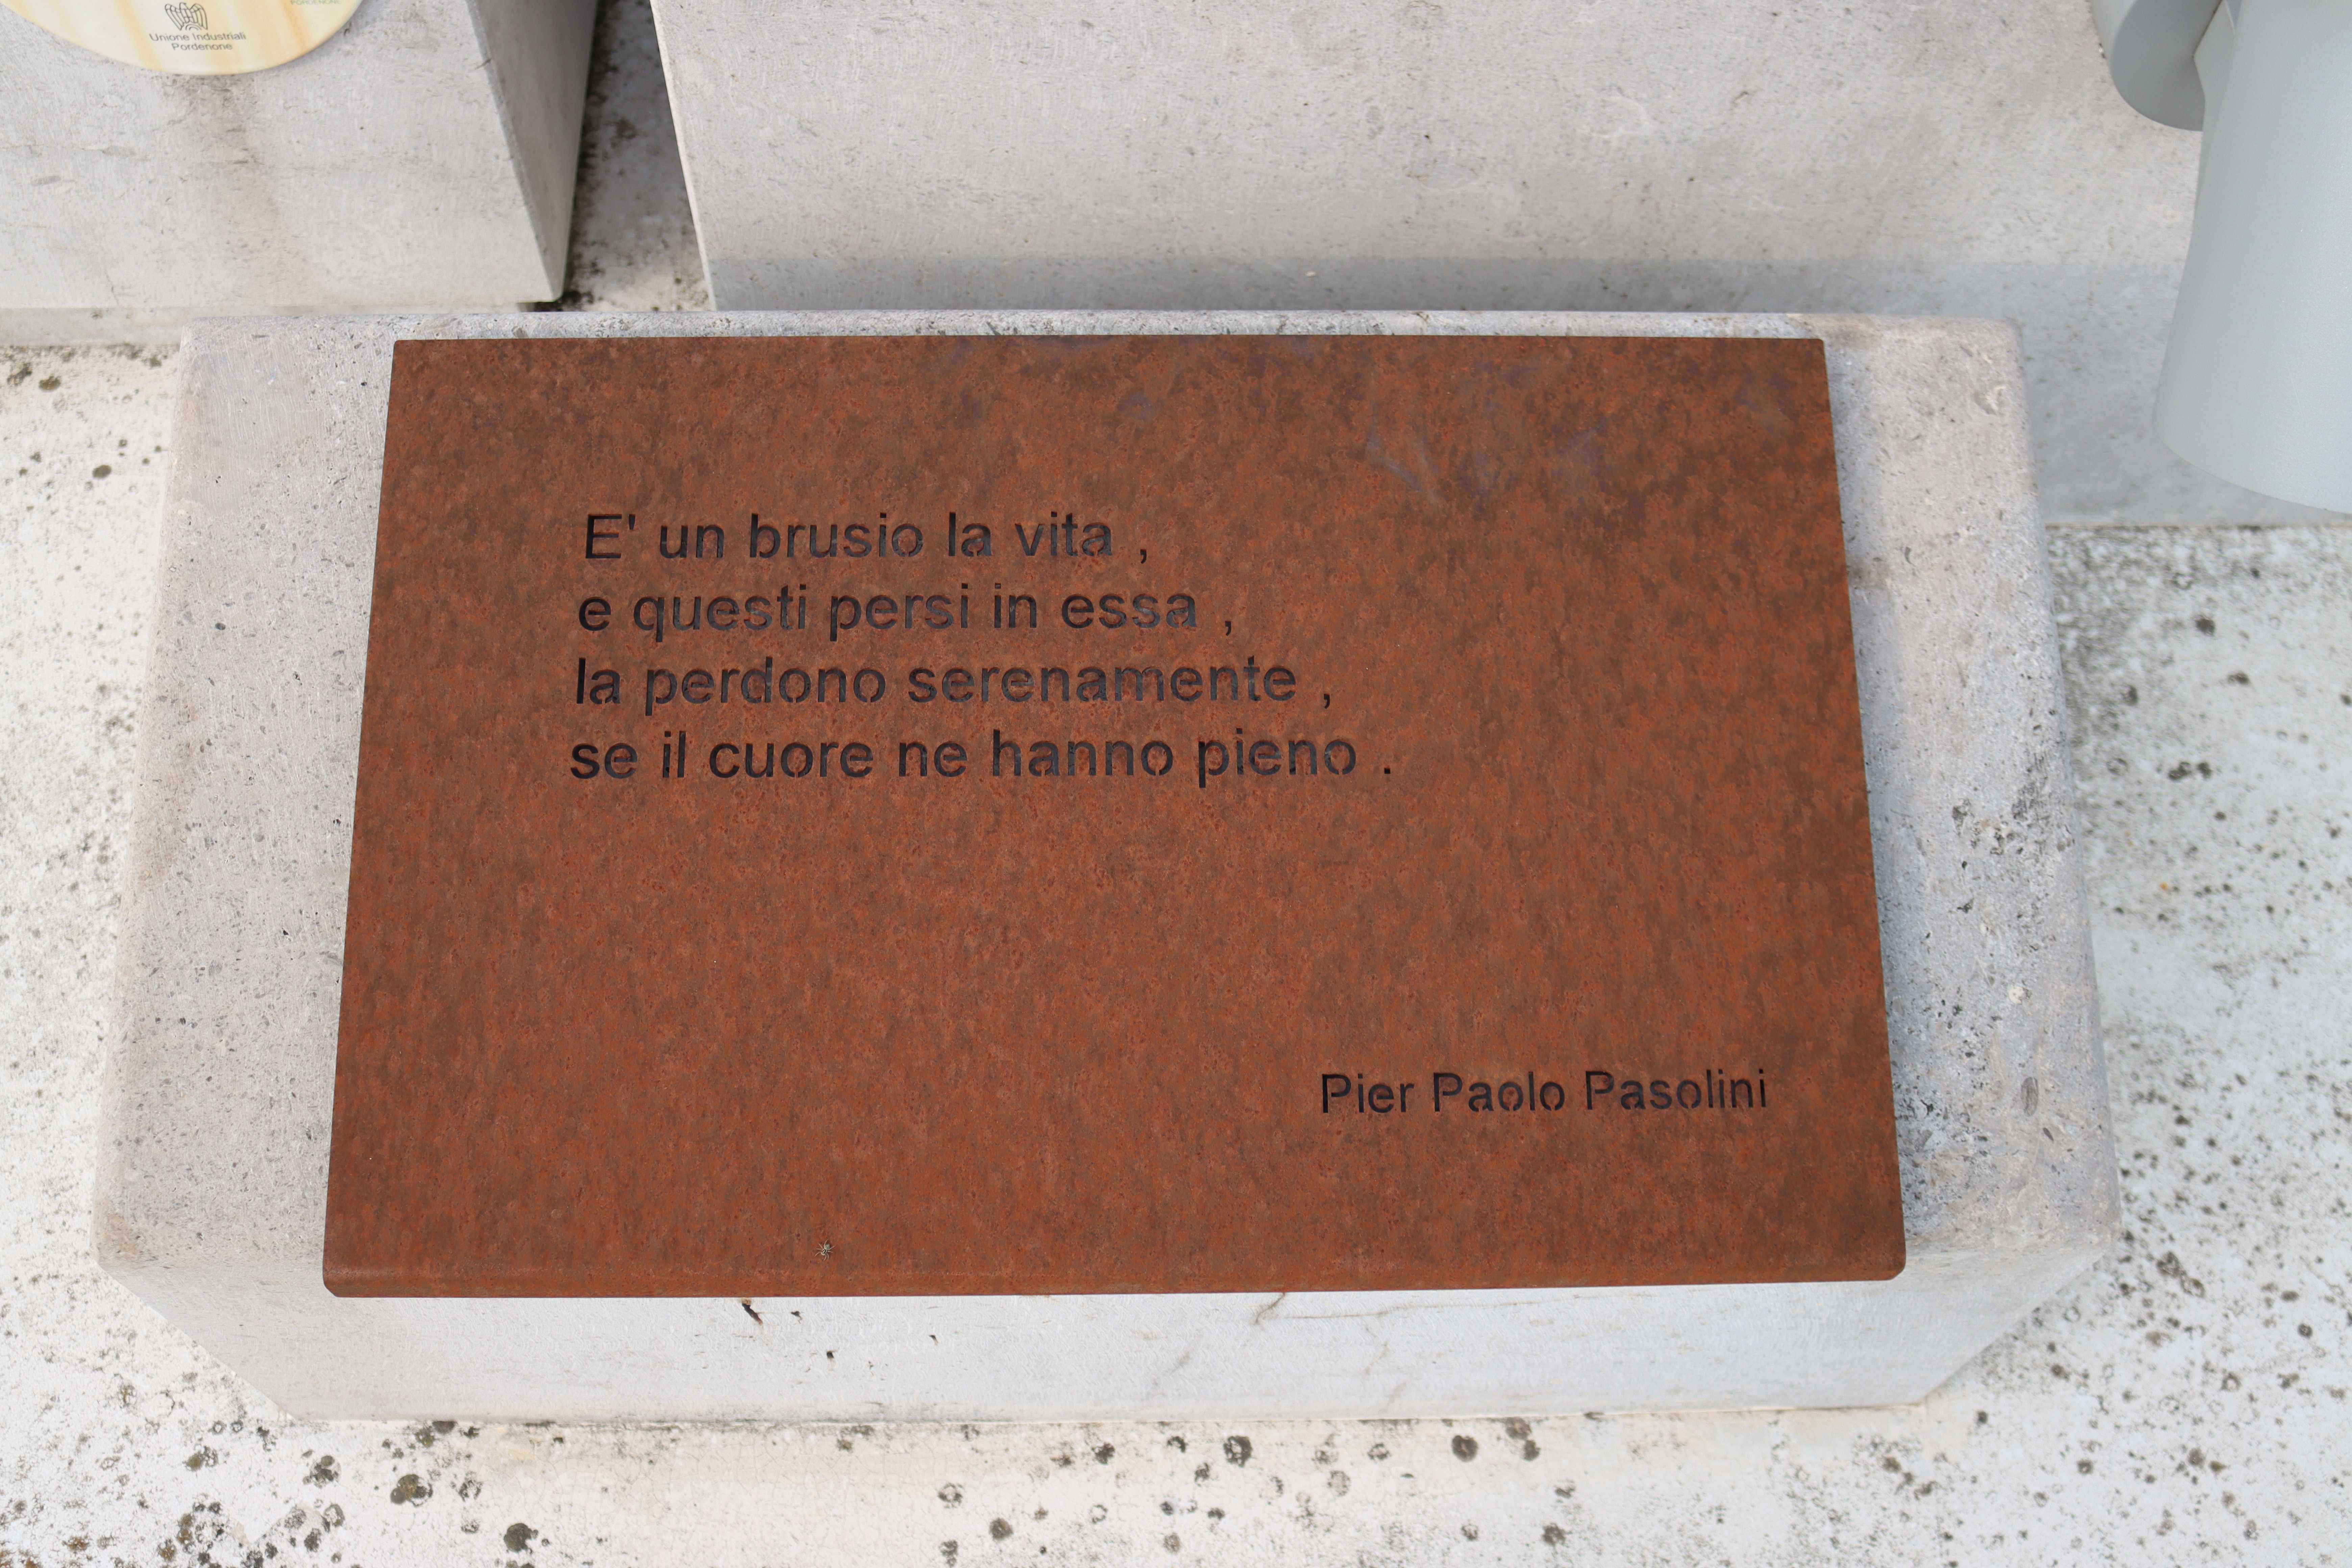 Unione Industriali
Pordenone
PORDENONE
E' un brusio la vita ,
e questi persi in essa ,
la perdono serenamente ,
se il cuore ne hanno pieno .
Pier Paolo Pasolini